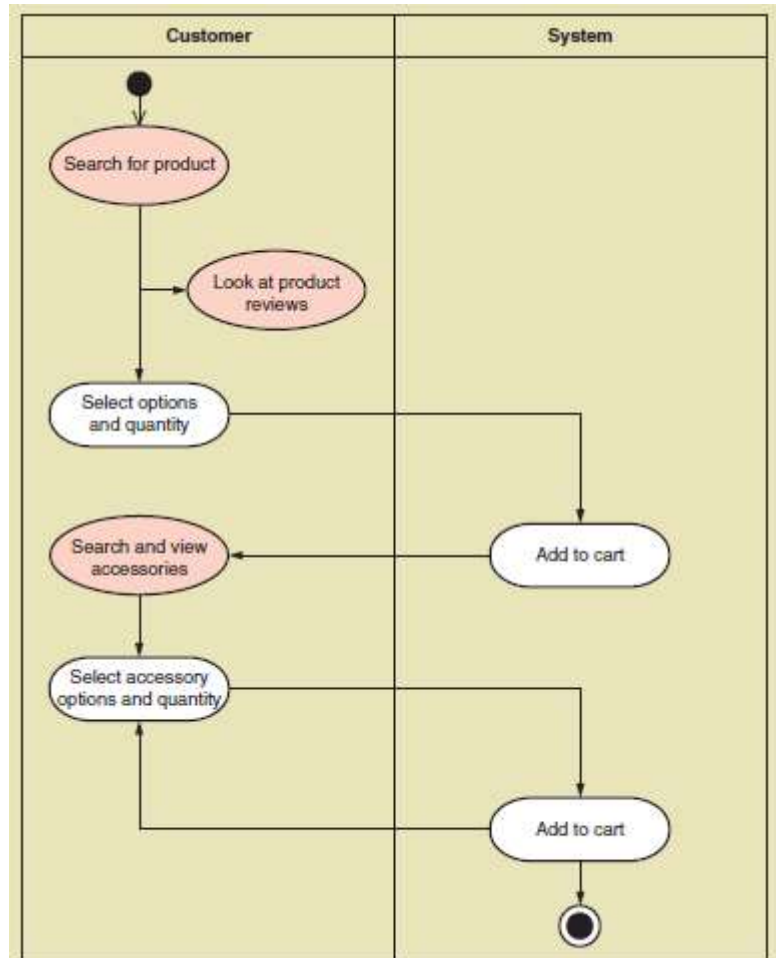 Customer
System
Search for product
Look at product
reviews
Select options
and quantity
Add to cart
Search and view
accessories
Select accessory
options and quantity
Add to cart